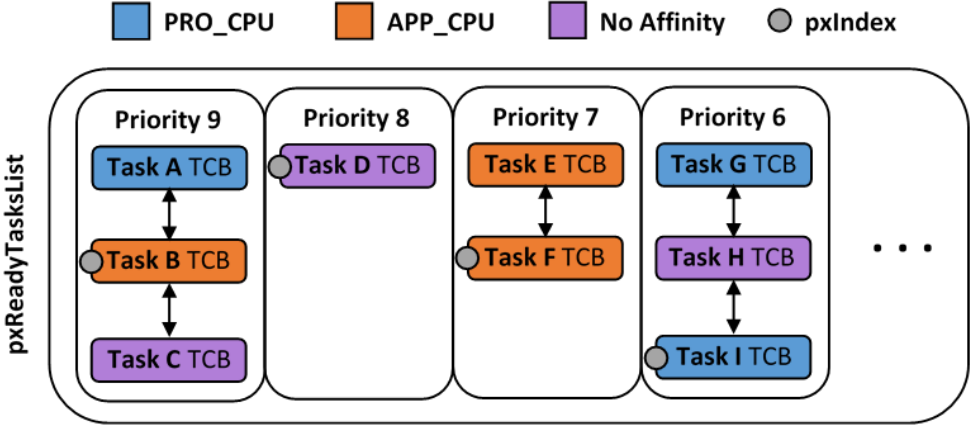 PRO_CPU
APP_CPU
No Affinity
pxIndex
pxReadyTasksList
Priority 9
Task A TCB
Task B TCB
Task C TCB
Priority 8
Task D TCB
Priority 7
Task E TCB
Task F TCB
Priority 6
Task G TCB
Task H TCB
Task I TCB
. . .